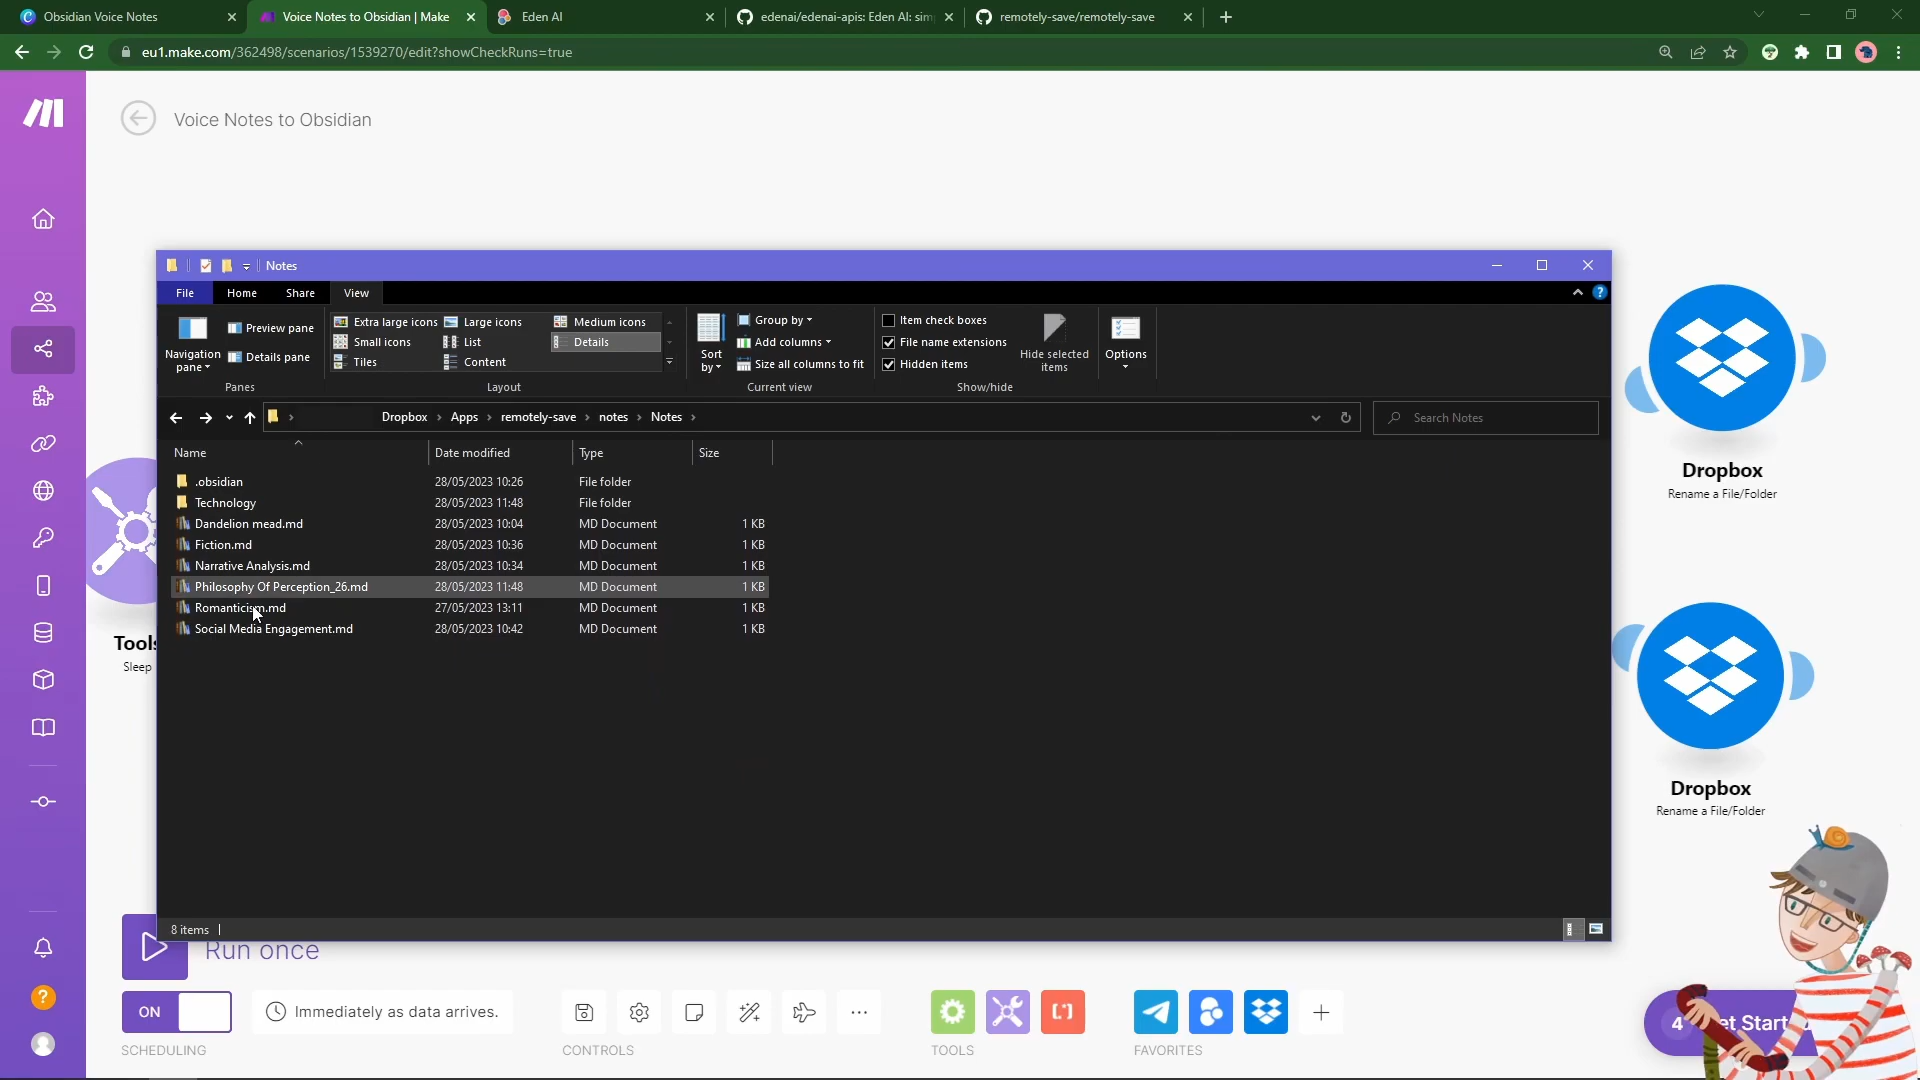 Obsidian Voice Notes
Voice Notes to Obsidian | Make
Eden AI
edenai/edenai-apis: Eden AI: sim
remotely-save/remotely-save
eu1.make.com/362498/scenarios/1539270/edit?showCheckRuns=true
Voice Notes to Obsidian
Notes
File Home Share View
Navigation pane
Preview pane
Details pane
Panes
Extra large icons Large icons Medium icons
Small icons List Details
Tiles Content
Layout
Sort by
Group by
Add columns
Size all columns to fit
Current view
Item check boxes
File name extensions
Hidden items
Hide selected items
Show/hide
Options
Dropbox Apps remotely-save notes Notes
Search Notes
Name Date modified Type Size
.obsidian 28/05/2023 10:26 File folder
Technology 28/05/2023 11:48 File folder
Dandelion mead.md 28/05/2023 10:04 MD Document 1 KB
Fiction.md 28/05/2023 10:36 MD Document 1 KB
Narrative Analysis.md 28/05/2023 10:34 MD Document 1 KB
Philosophy Of Perception_26.md 28/05/2023 11:48 MD Document 1 KB
Romanticism.md 27/05/2023 13:11 MD Document 1 KB
Social Media Engagement.md 28/05/2023 10:42 MD Document 1 KB
8 items
Tools
Sleep
Dropbox
Rename a File/Folder
Dropbox
Rename a File/Folder
Run once
ON
Immediately as data arrives.
SCHEDULING
CONTROLS
TOOLS
FAVORITES
4
et Start